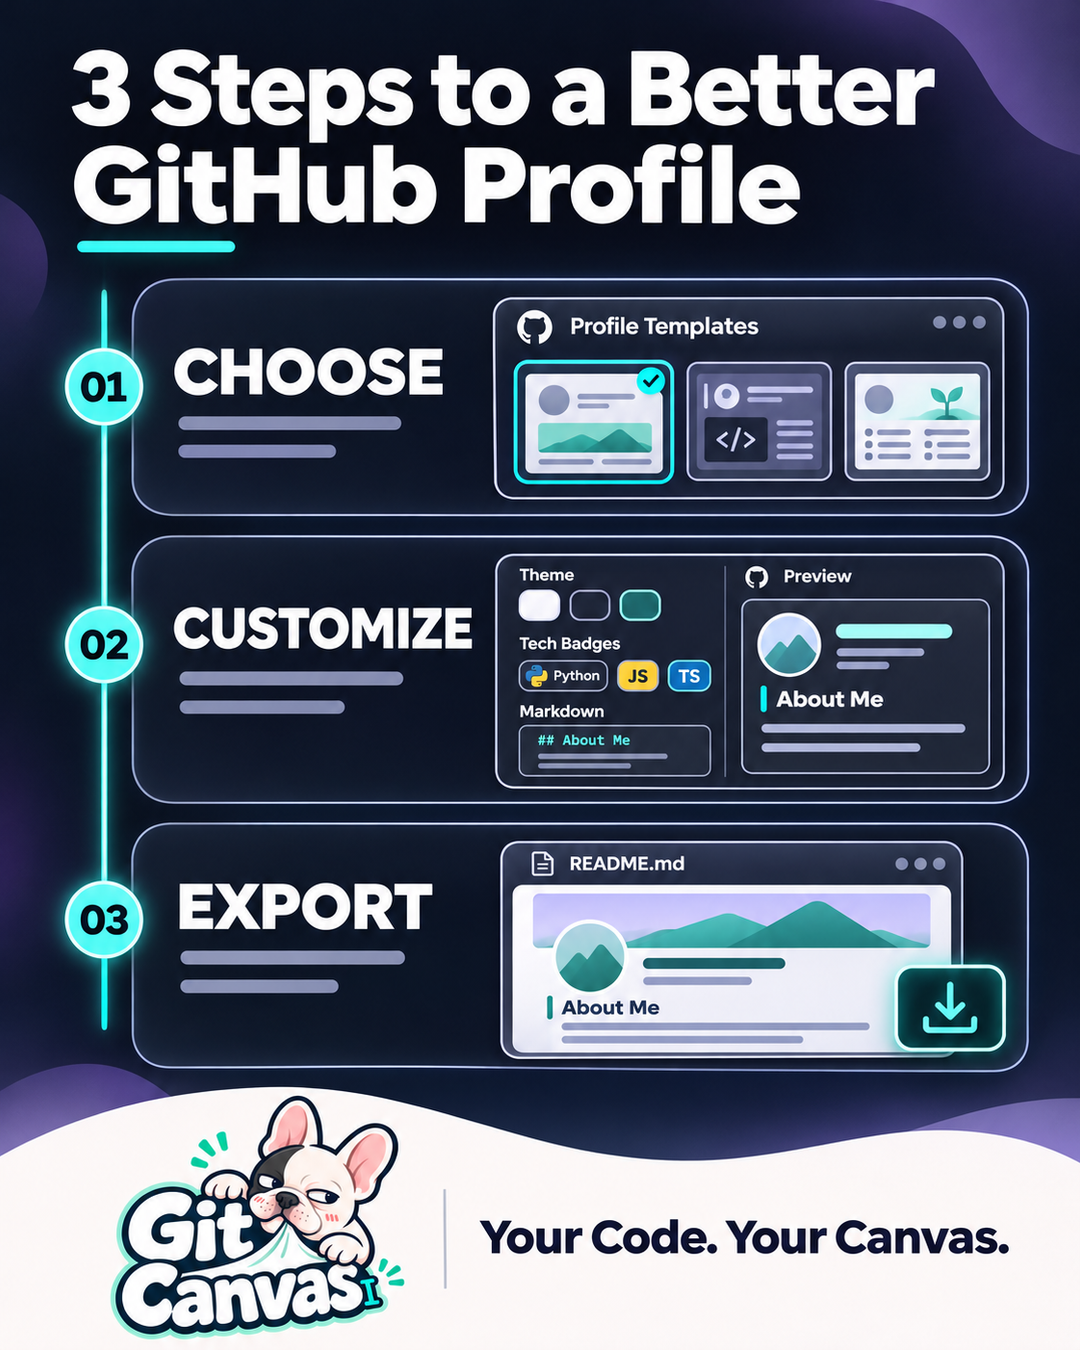 3 Steps to a Better
GitHub Profile
01
CHOOSE
Profile Templates
</>
02
CUSTOMIZE
Theme
Tech Badges
Python
JS
TS
Markdown
## About Me
Preview
About Me
03
EXPORT
README.md
About Me
Git
Canvas
Your Code. Your Canvas.